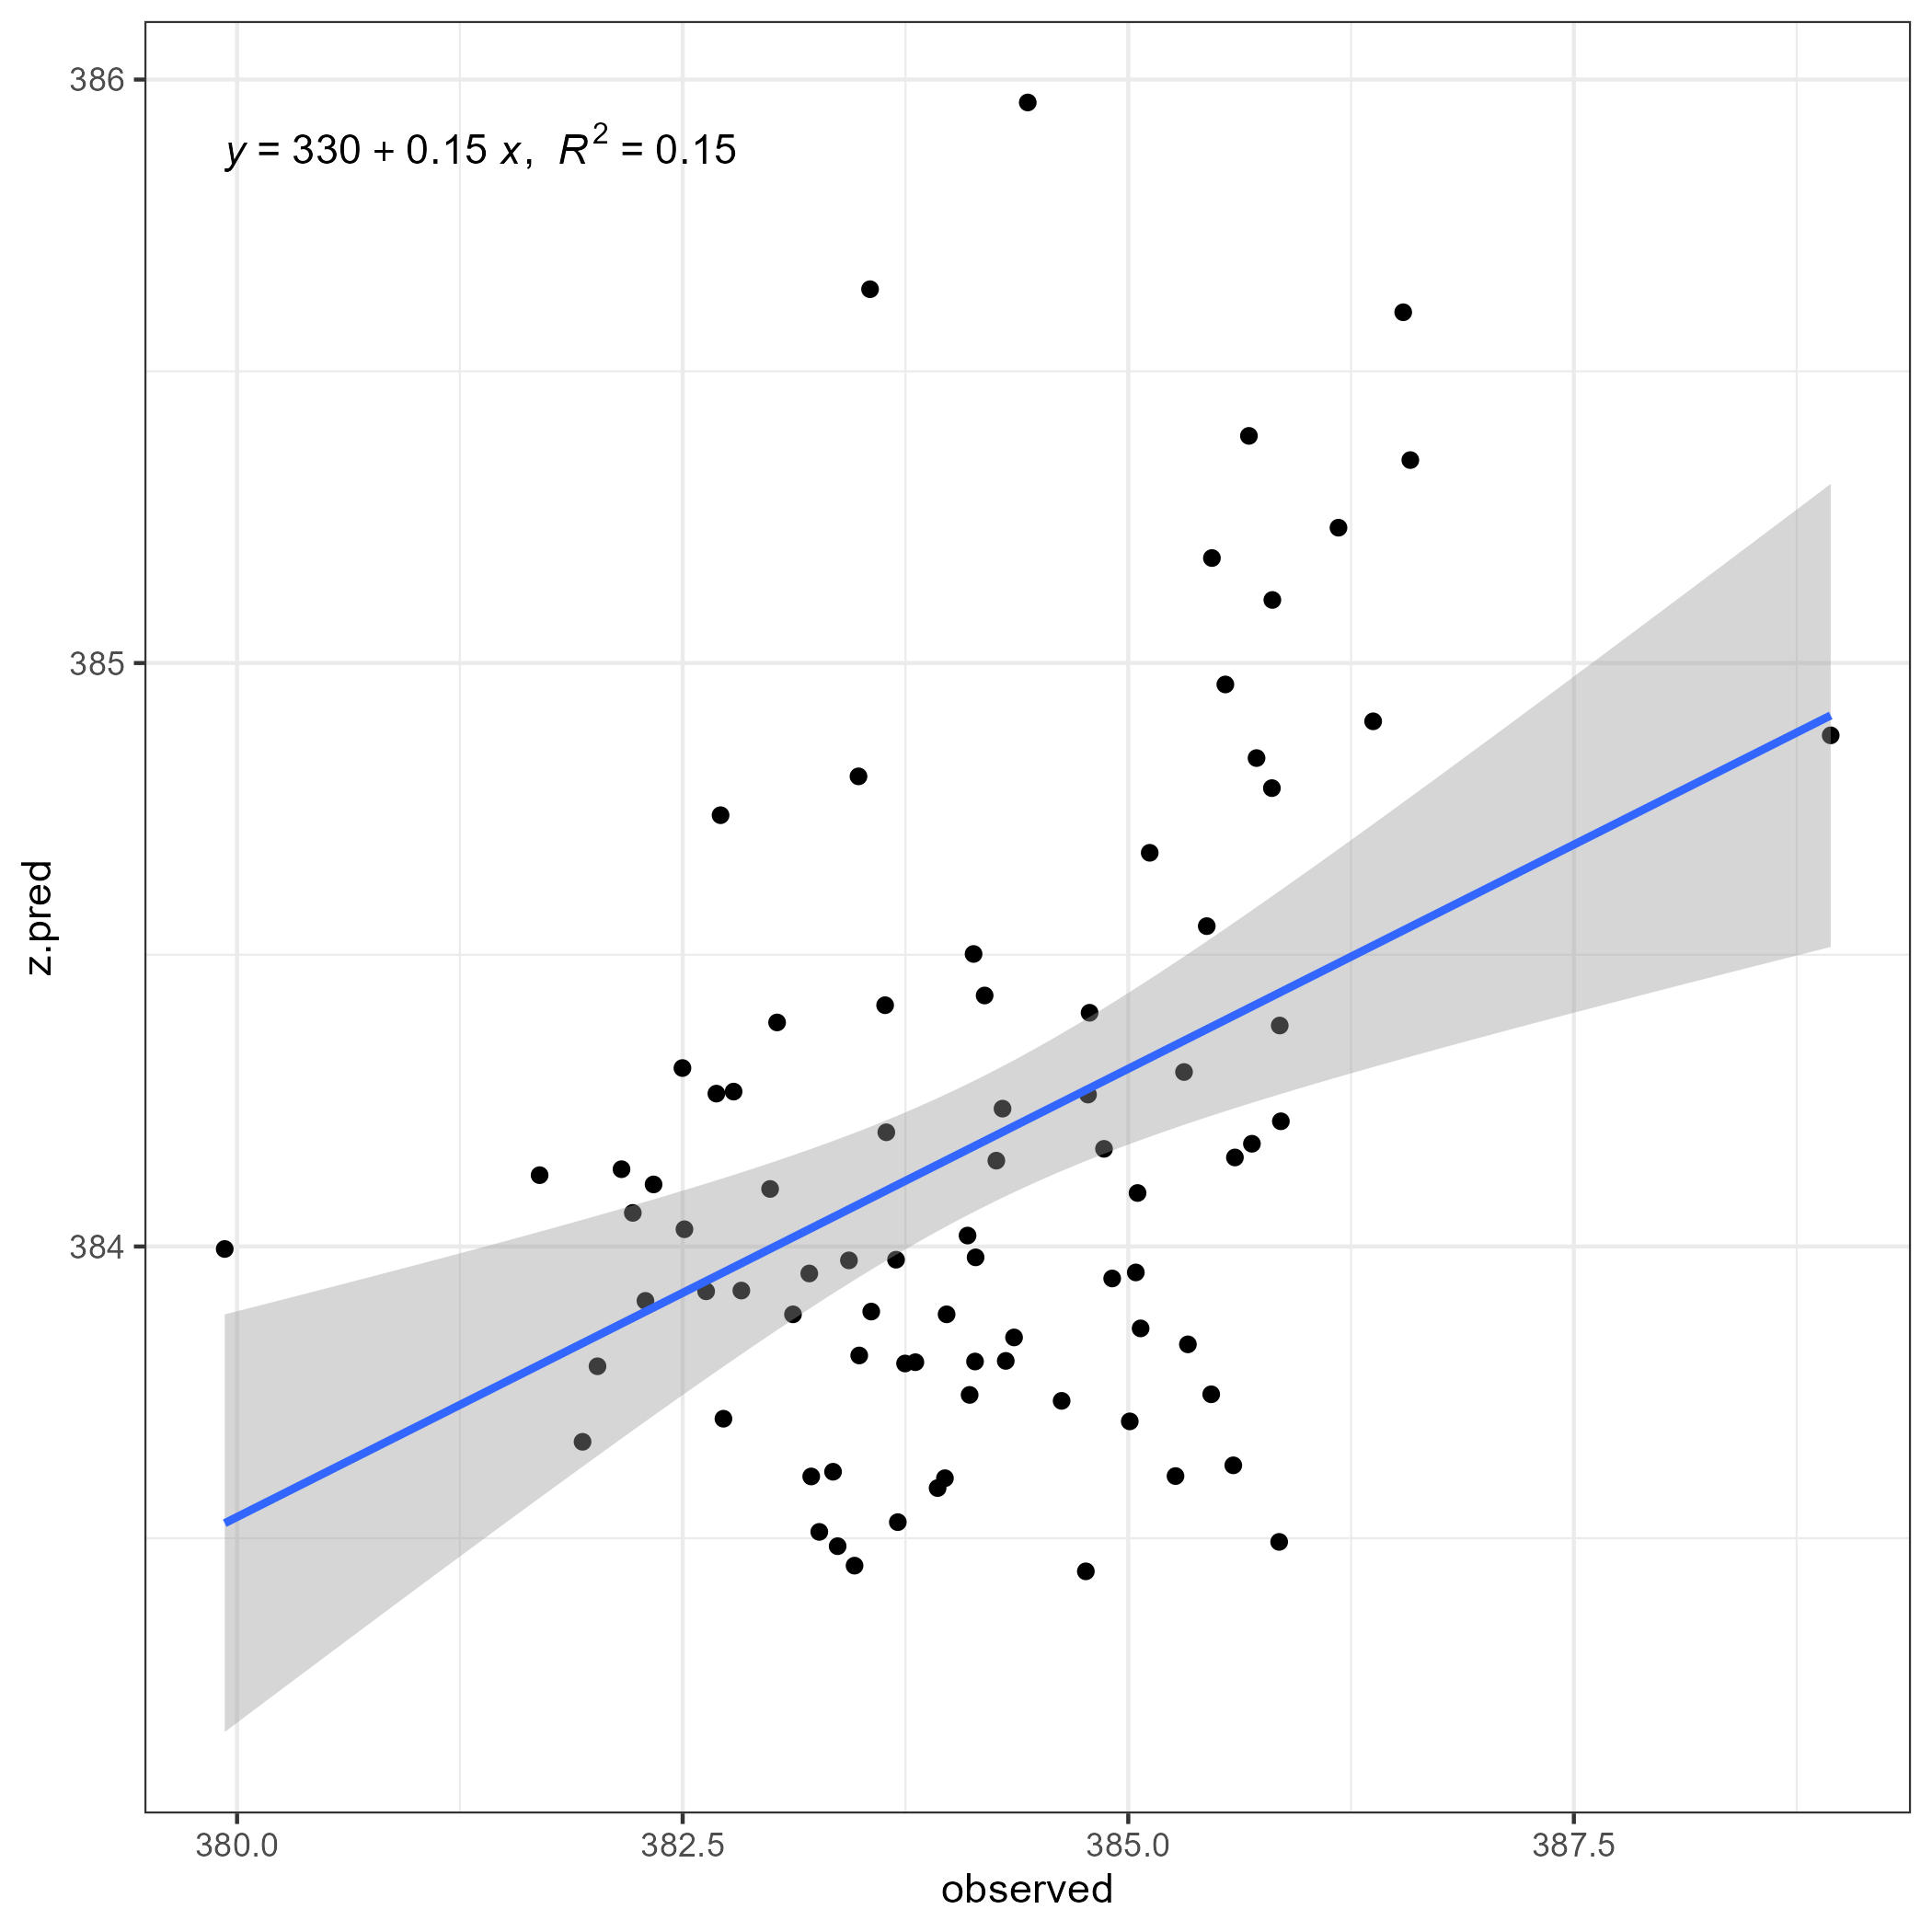 y = 330 + 0.15 x, R² = 0.15
386
385
384
z.pred
380.0 382.5 385.0 387.5
observed